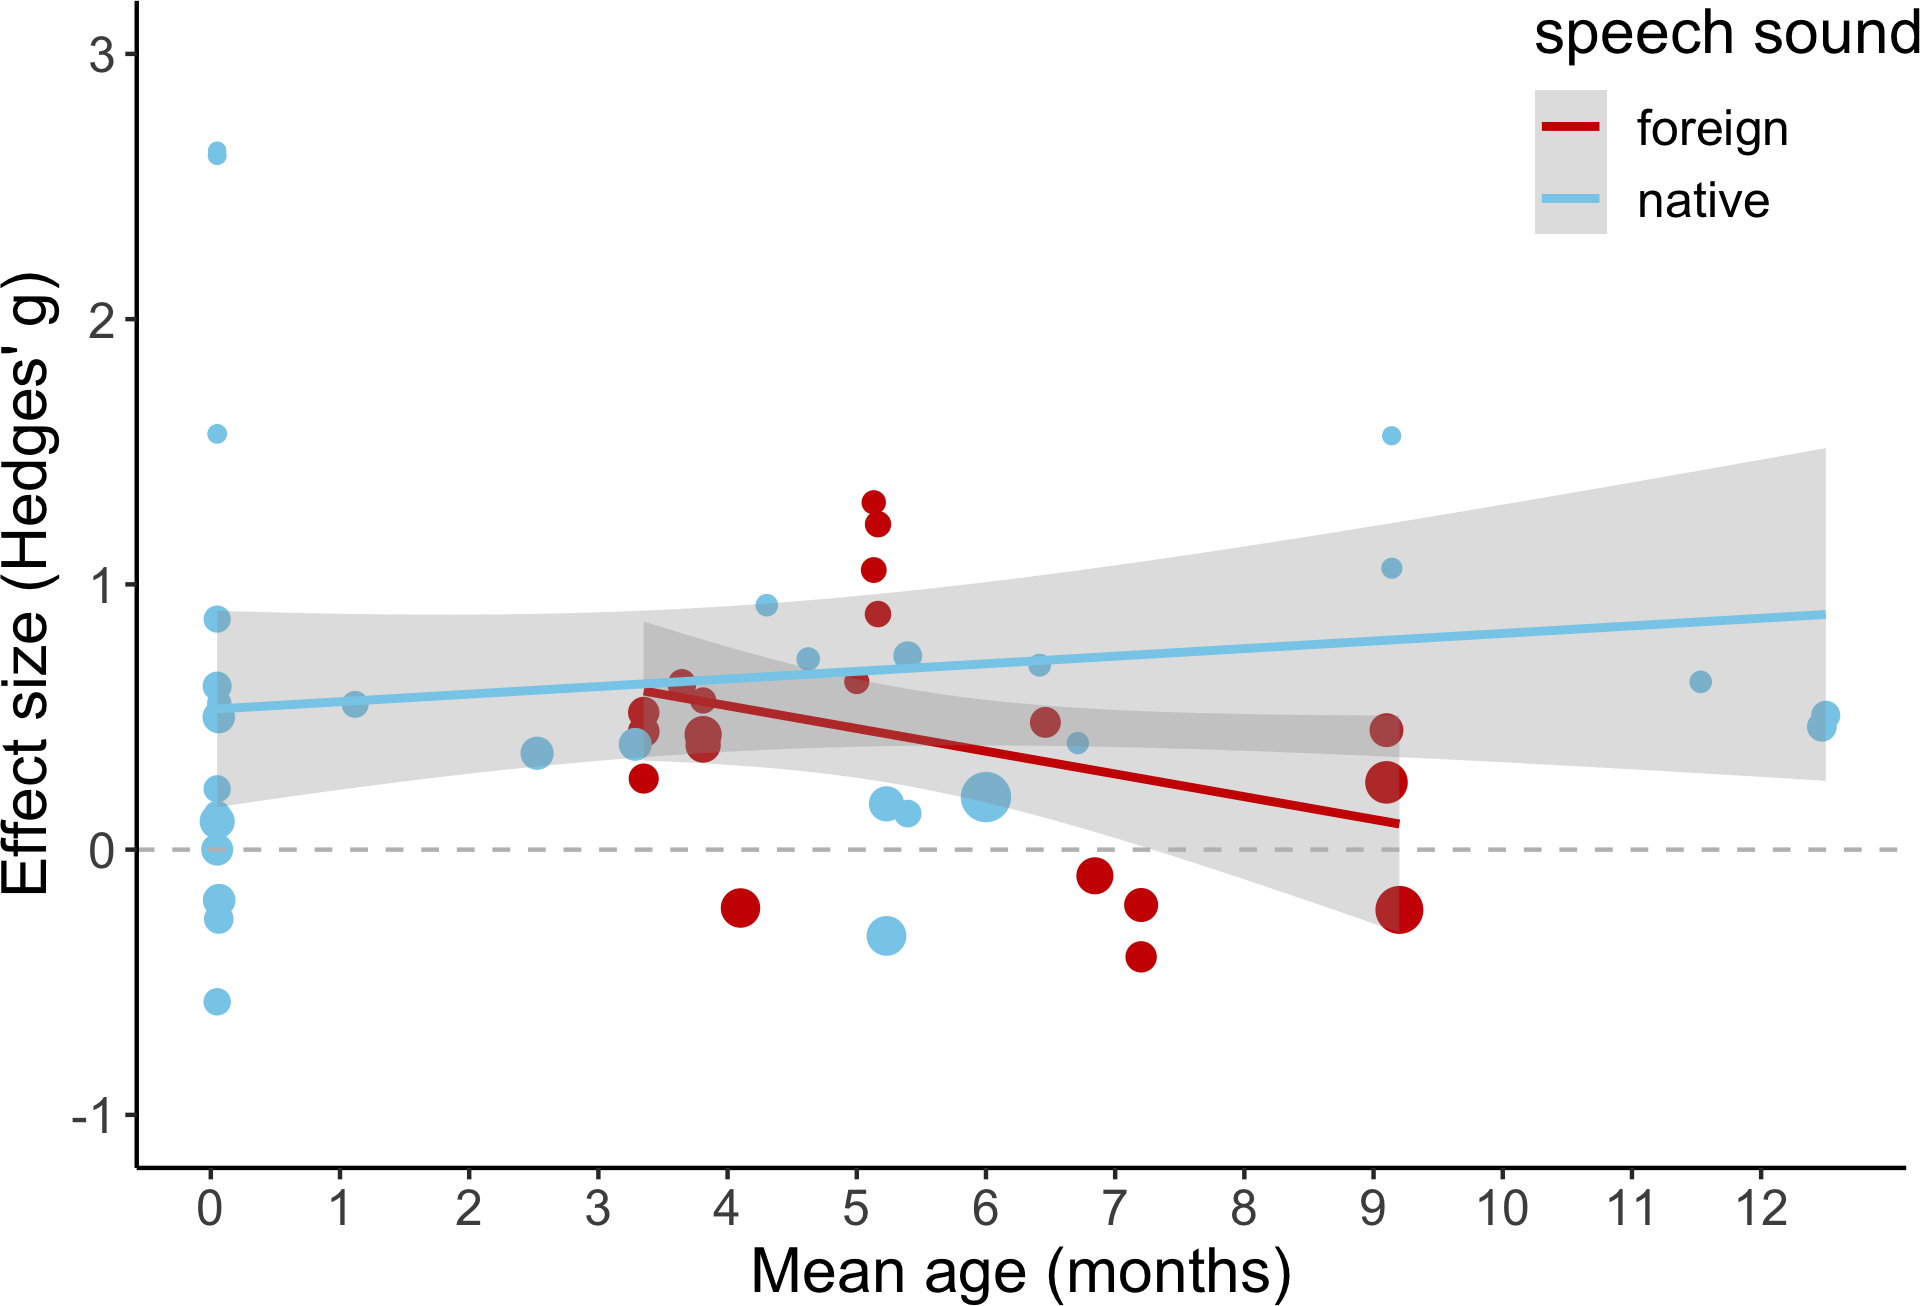 speech sound
foreign
native
Effect size (Hedges' g)
3
2
1
0
-1
0 1 2 3 4 5 6 7 8 9 10 11 12
Mean age (months)